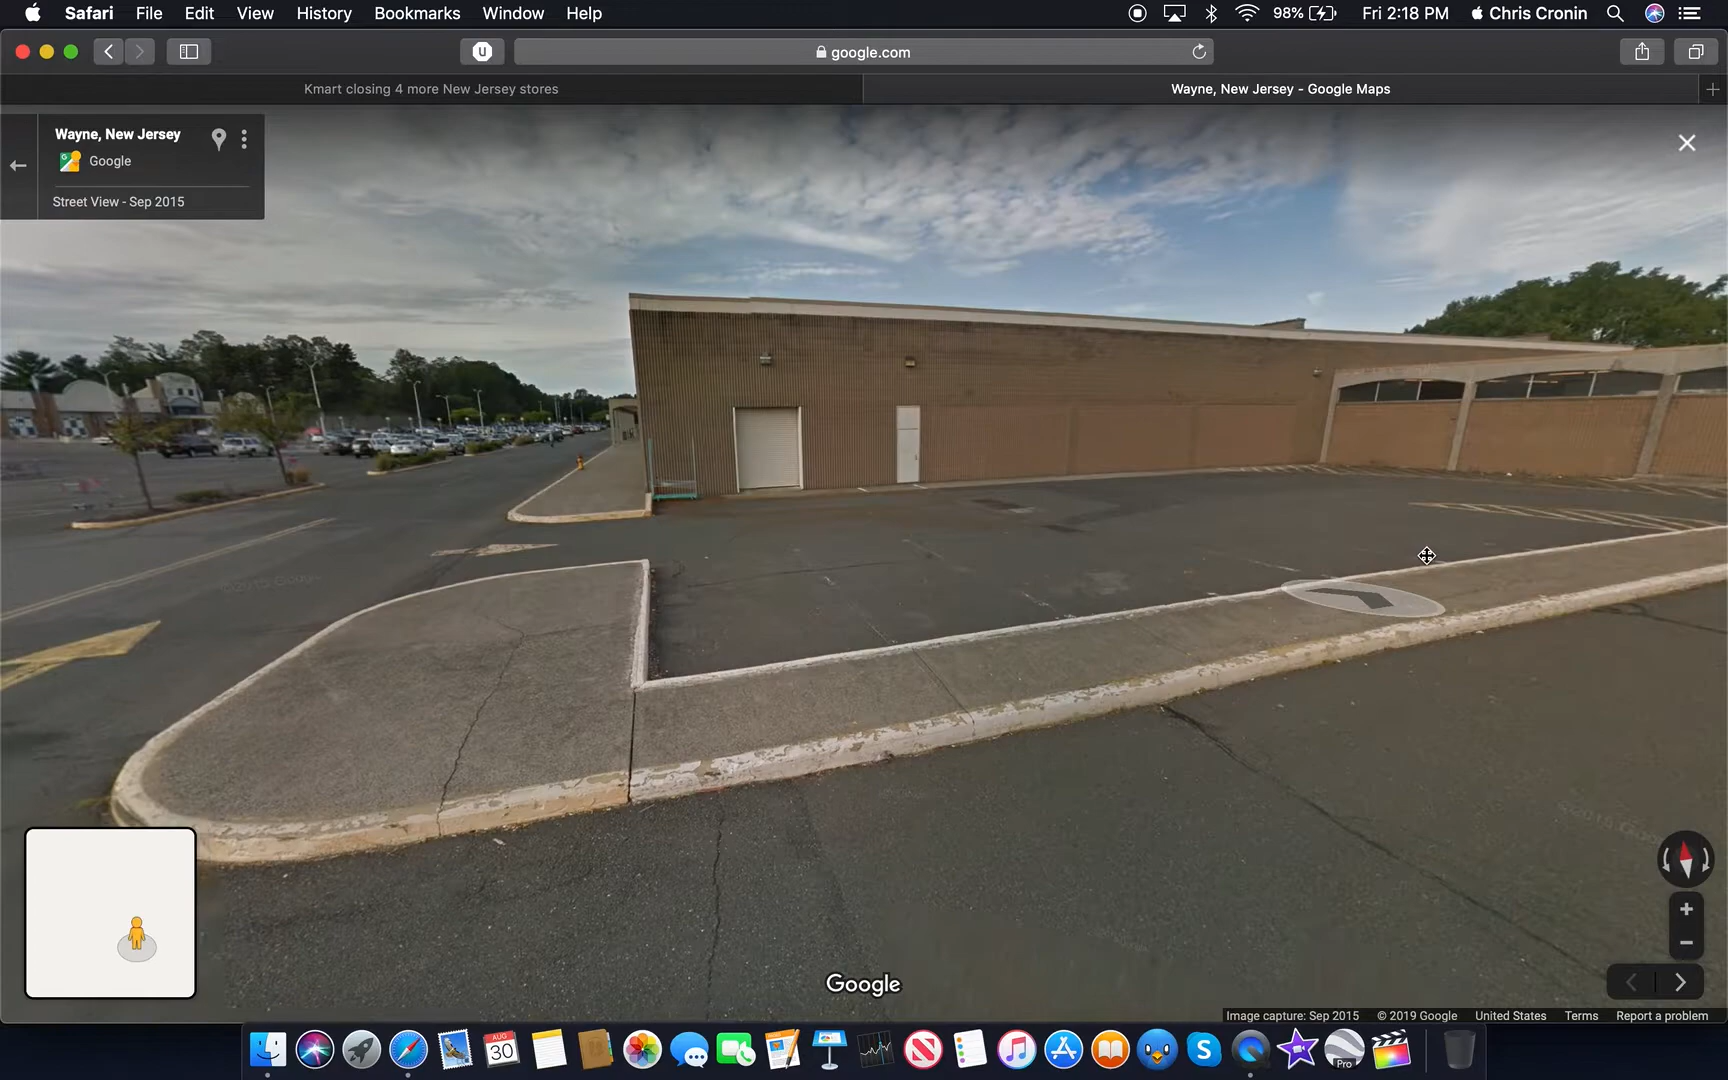 Safari File Edit View History Bookmarks Window Help 98% Fri 2:18 PM Chris Cronin
U google.com
Kmart closing 4 more New Jersey stores Wayne, New Jersey - Google Maps
Wayne, New Jersey
Google
Street View - Sep 2015
Google
Image capture: Sep 2015 © 2019 Google United States Terms Report a problem
AUG
30
Pro